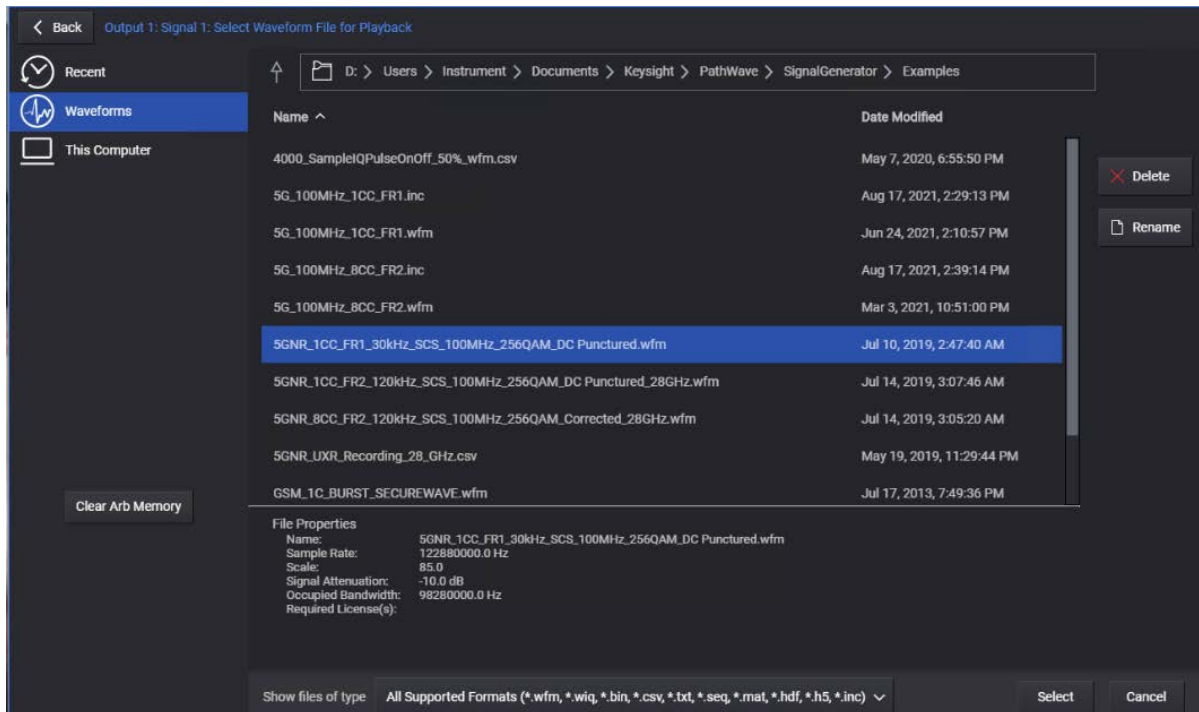 Back Output 1: Signal 1: Select Waveform File for Playback
Recent
Waveforms
This Computer
Clear Arb Memory
D: > Users > Instrument > Documents > Keysight > PathWave > SignalGenerator > Examples
Name Date Modified
4000_SampleIQPulseOnOff_50%_wfm.csv May 7, 2020, 6:55:50 PM
5G_100MHz_1CC_FR1.inc Aug 17, 2021, 2:29:13 PM
5G_100MHz_1CC_FR1.wfm Jun 24, 2021, 2:10:57 PM
5G_100MHz_8CC_FR2.inc Aug 17, 2021, 2:39:14 PM
5G_100MHz_8CC_FR2.wfm Mar 3, 2021, 10:51:00 PM
5GNR_1CC_FR1_30kHz_SCS_100MHz_256QAM_DC Punctured.wfm Jul 10, 2019, 2:47:40 AM
5GNR_1CC_FR2_120kHz_SCS_100MHz_256QAM_DC Punctured_28GHz.wfm Jul 14, 2019, 3:07:46 AM
5GNR_8CC_FR2_120kHz_SCS_100MHz_256QAM_Corrected_28GHz.wfm Jul 14, 2019, 3:05:20 AM
5GNR_UXR_Recording_28_GHz.csv May 19, 2019, 11:29:44 PM
GSM_1C_BURST_SECUREWAVE.wfm Jul 17, 2013, 7:49:36 PM
Delete
Rename
File Properties
Name: 5GNR_1CC_FR1_30kHz_SCS_100MHz_256QAM_DC Punctured.wfm
Sample Rate: 122880000.0 Hz
Scale: 85.0
Signal Attenuation: -10.0 dB
Occupied Bandwidth: 98280000.0 Hz
Required License(s):
Show files of type All Supported Formats (*.wfm, *.wiq, *.bin, *.csv, *.txt, *.seq, *.mat, *.hdf, *.h5, *.inc) Select Cancel